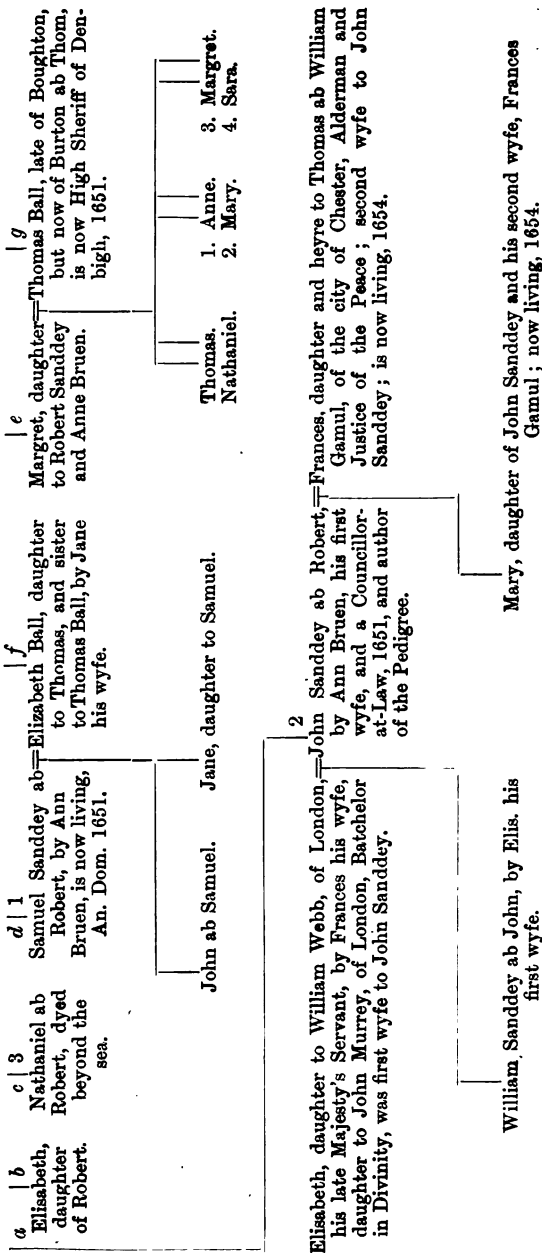 a | b
Elisabeth,
daughter
of Robert.
c | 3
Nathaniel ab
Robert, dyed
beyond the
sea.
d | 1
Samuel Sanddey ab=
Robert, by Ann
Bruen, is now living,
An. Dom. 1651.
| f
Elizabeth Ball, daughter
to Thomas, and sister
to Thomas Ball, by Jane
his wyfe.
| e
Margret, daughter=
to Robert Sanddey
and Anne Bruen.
| g
Thomas Ball, late of Boughton,
but now of Burton ab Thom,
is now High Sheriff of Den-
bigh, 1651.
John ab Samuel.
Jane, daughter to Samuel.
Thomas.
Nathaniel.
1. Anne.
2. Mary.
3. Margret.
4. Sara.
Elisabeth, daughter to William Webb, of London,=
his late Majesty's Servant, by Frances his wyfe,
daughter to John Murrey, of London, Batchelor
in Divinity, was first wyfe to John Sanddey.
2
John Sanddey ab Robert,=
by Ann Bruen, his first
wyfe, and a Councillor-
at-Law, 1651, and author
of the Pedigree.
Frances, daughter and heyre to Thomas ab William
Gamul, of the city of Chester, Alderman and
Justice of the Peace; second wyfe to John
Sanddey; is now living, 1654.
William Sanddey ab John, by Elis. his
first wyfe.
Mary, daughter of John Sanddey and his second wyfe, Frances
Gamul; now living, 1654.